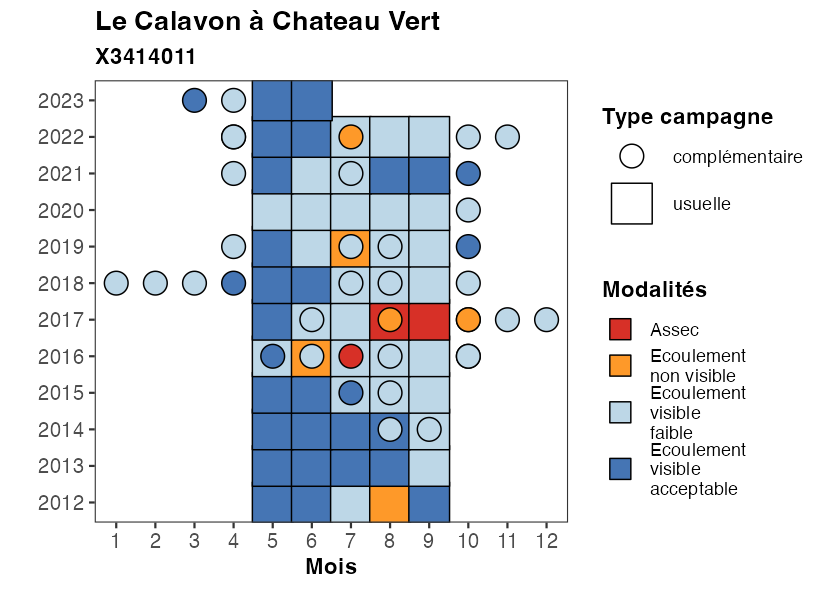 Le Calavon à Chateau Vert
X3414011
2023
2022
2021
2020
2019
2018
2017
2016
2015
2014
2013
2012
1 2 3 4 5 6 7 8 9 10 11 12
Mois
Type campagne
complémentaire
usuelle
Modalités
Assec
Ecoulement
non visible
Ecoulement
visible
faible
Ecoulement
visible
acceptable